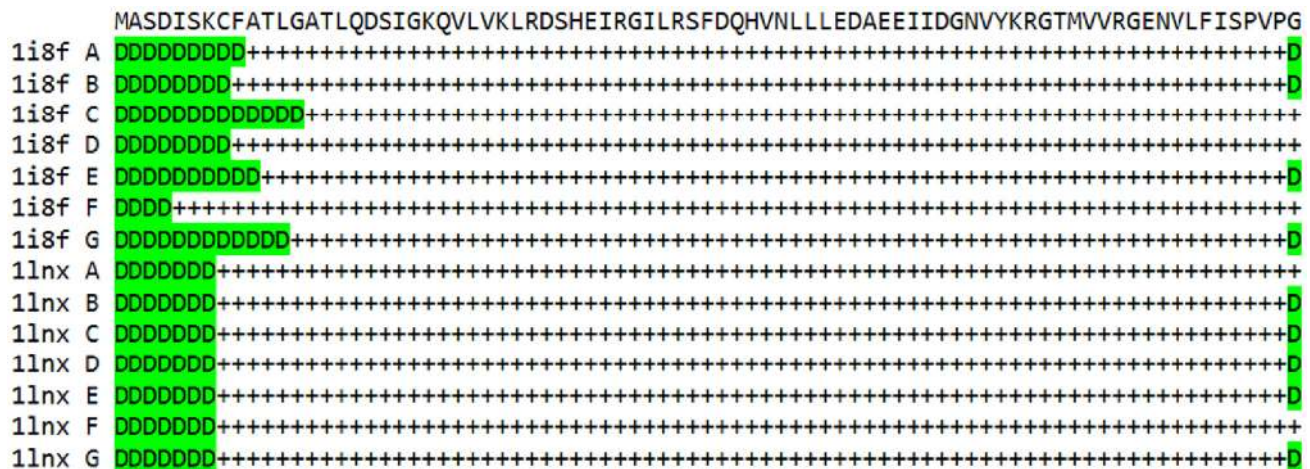 MASDISKCFATLGATLQDSIGKQVLVKLRDSHEIRGILRSFDQHVNLLLEDAEEIIDGNVYKRGTMVVRGENVLFISPVPG
1i8f A DDDDDDDDD+++++++++++++++++++++++++++++++++++++++++++++++++++++++++++++++++++++++D
1i8f B DDDDDDDD++++++++++++++++++++++++++++++++++++++++++++++++++++++++++++++++++++++++D
1i8f C DDDDDDDDDDDDD++++++++++++++++++++++++++++++++++++++++++++++++++++++++++++++++++++
1i8f D DDDDDDDD+++++++++++++++++++++++++++++++++++++++++++++++++++++++++++++++++++++++++
1i8f E DDDDDDDDDD++++++++++++++++++++++++++++++++++++++++++++++++++++++++++++++++++++++D
1i8f F DDDD+++++++++++++++++++++++++++++++++++++++++++++++++++++++++++++++++++++++++++++
1i8f G DDDDDDDDDDDD++++++++++++++++++++++++++++++++++++++++++++++++++++++++++++++++++++D
1lnx A DDDDDDD++++++++++++++++++++++++++++++++++++++++++++++++++++++++++++++++++++++++++
1lnx B DDDDDDD+++++++++++++++++++++++++++++++++++++++++++++++++++++++++++++++++++++++++D
1lnx C DDDDDDD+++++++++++++++++++++++++++++++++++++++++++++++++++++++++++++++++++++++++D
1lnx D DDDDDDD+++++++++++++++++++++++++++++++++++++++++++++++++++++++++++++++++++++++++D
1lnx E DDDDDDD+++++++++++++++++++++++++++++++++++++++++++++++++++++++++++++++++++++++++D
1lnx F DDDDDDD++++++++++++++++++++++++++++++++++++++++++++++++++++++++++++++++++++++++++
1lnx G DDDDDDD+++++++++++++++++++++++++++++++++++++++++++++++++++++++++++++++++++++++++D